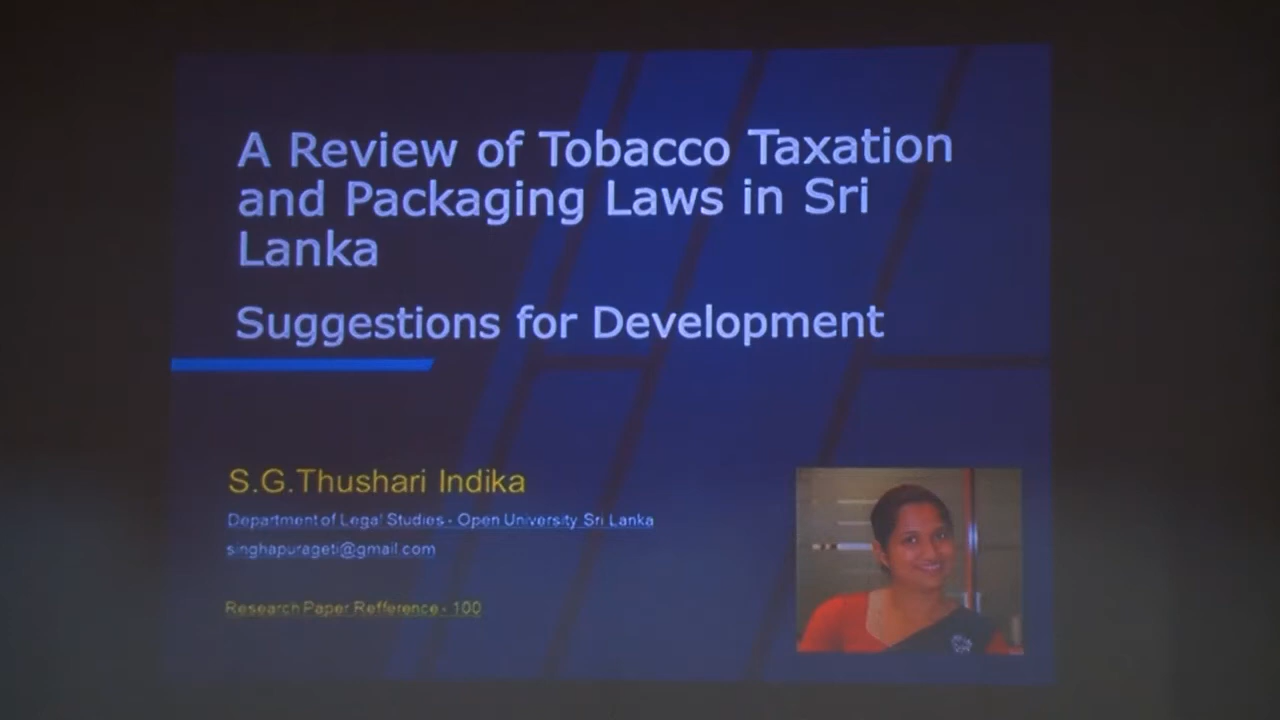 A Review of Tobacco Taxation
and Packaging Laws in Sri
Lanka
Suggestions for Development
S.G.Thushari Indika
Department of Legal Studies - Open University Sri Lanka
singhapurageti@gmail.com
Research Paper Refference - 100